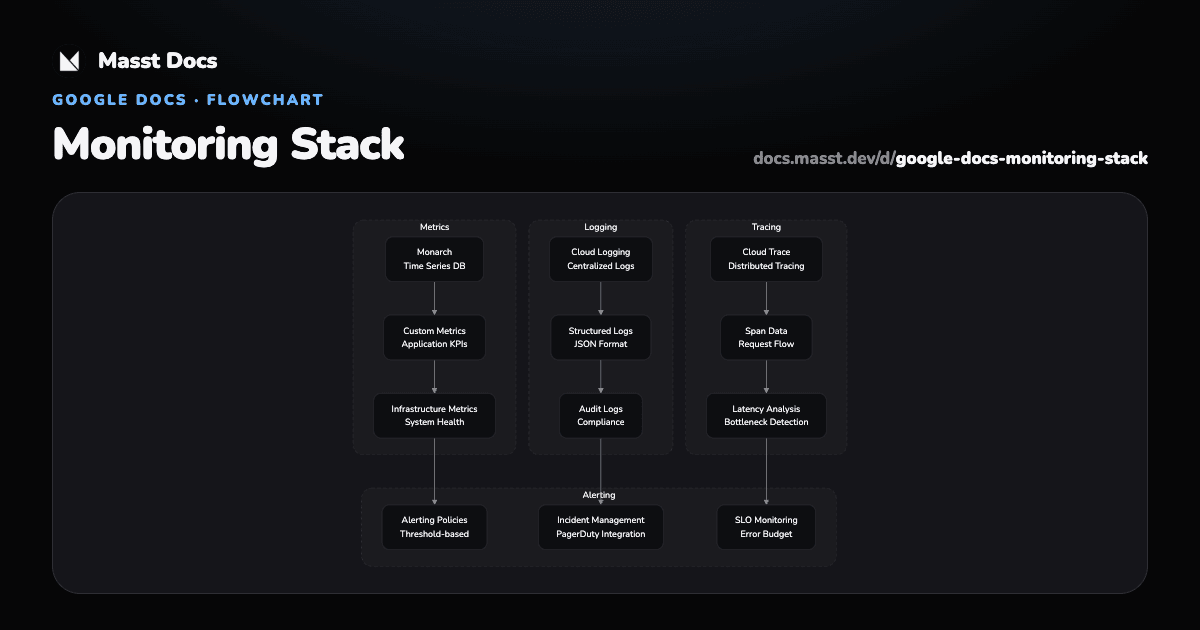 Masst Docs
GOOGLE DOCS · FLOWCHART
Monitoring Stack
docs.masst.dev/d/google-docs-monitoring-stack
Metrics
Monarch
Time Series DB
Custom Metrics
Application KPIs
Infrastructure Metrics
System Health
Logging
Cloud Logging
Centralized Logs
Structured Logs
JSON Format
Audit Logs
Compliance
Tracing
Cloud Trace
Distributed Tracing
Span Data
Request Flow
Latency Analysis
Bottleneck Detection
Alerting
Alerting Policies
Threshold-based
Incident Management
PagerDuty Integration
SLO Monitoring
Error Budget